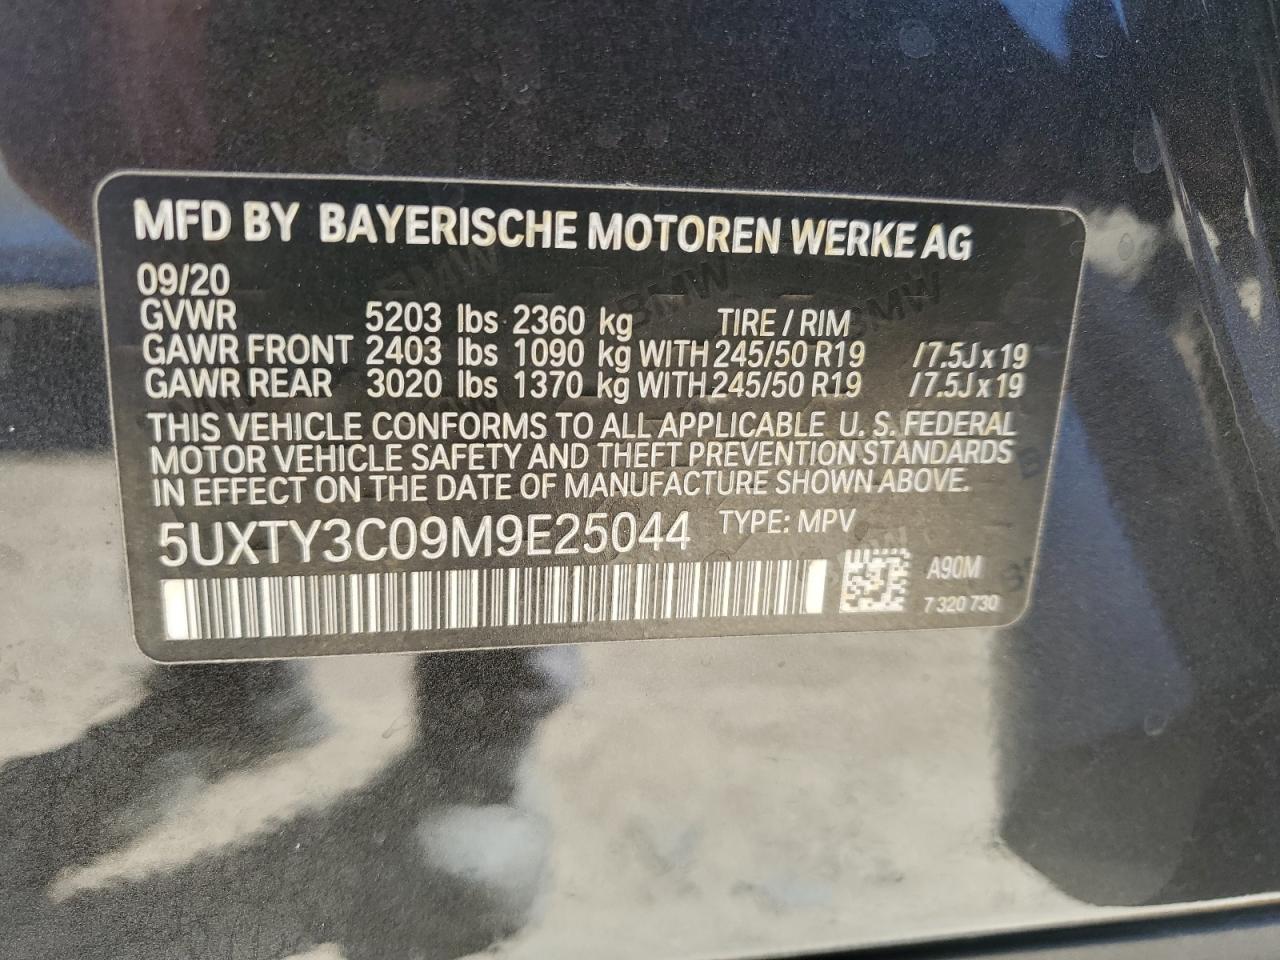 MFD BY BAYERISCHE MOTOREN WERKE AG
09/20
GVWR 5203 lbs 2360 kg TIRE / RIM
GAWR FRONT 2403 lbs 1090 kg WITH 245/50 R19 /7.5J x 19
GAWR REAR 3020 lbs 1370 kg WITH 245/50 R19 /7.5J x 19
THIS VEHICLE CONFORMS TO ALL APPLICABLE U. S. FEDERAL
MOTOR VEHICLE SAFETY AND THEFT PREVENTION STANDARDS
IN EFFECT ON THE DATE OF MANUFACTURE SHOWN ABOVE.
5UXTY3C09M9E25044 TYPE: MPV
A90M
7 320 730